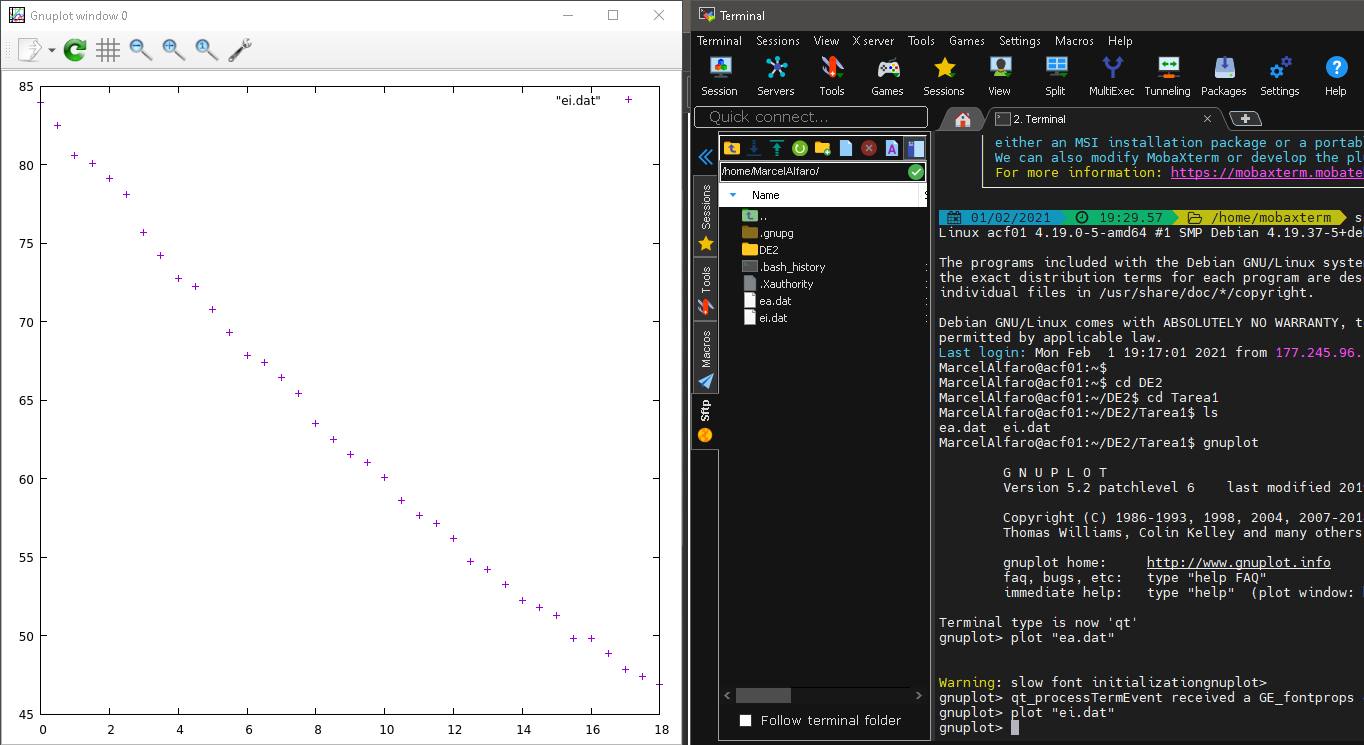 Gnuplot window 0
"ei.dat"
85
80
75
70
65
60
55
50
45
0 2 4 6 8 10 12 14 16 18
Terminal
Terminal Sessions View X server Tools Games Settings Macros Help
Session Servers Tools Games Sessions View Split MultiExec Tunneling Packages Settings Help
Quick connect...
2. Terminal
/home/MarcelAlfaro/
Name
..
.gnupg
DE2
.bash_history
.Xauthority
ea.dat
ei.dat
Sessions
Tools
Macros
Sftp
Follow terminal folder
either an MSI installation package or a portab
We can also modify MobaXterm or develop the pl
For more information: https://mobaxterm.mobate
01/02/2021 19:29.57 /home/mobaxterm s
Linux acf01 4.19.0-5-amd64 #1 SMP Debian 4.19.37-5+de
The programs included with the Debian GNU/Linux syste
the exact distribution terms for each program are des
individual files in /usr/share/doc/*/copyright.
Debian GNU/Linux comes with ABSOLUTELY NO WARRANTY, t
permitted by applicable law.
Last login: Mon Feb  1 19:17:01 2021 from 177.245.96.
MarcelAlfaro@acf01:~$
MarcelAlfaro@acf01:~$ cd DE2
MarcelAlfaro@acf01:~/DE2$ cd Tarea1
MarcelAlfaro@acf01:~/DE2/Tarea1$ ls
ea.dat  ei.dat
MarcelAlfaro@acf01:~/DE2/Tarea1$ gnuplot
G N U P L O T
Version 5.2 patchlevel 6    last modified 201
Copyright (C) 1986-1993, 1998, 2004, 2007-201
Thomas Williams, Colin Kelley and many others
gnuplot home:     http://www.gnuplot.info
faq, bugs, etc:   type "help FAQ"
immediate help:   type "help"  (plot window:
Terminal type is now 'qt'
gnuplot> plot "ea.dat"
Warning: slow font initializationgnuplot>
gnuplot> qt_processTermEvent received a GE_fontprops
gnuplot> plot "ei.dat"
gnuplot>